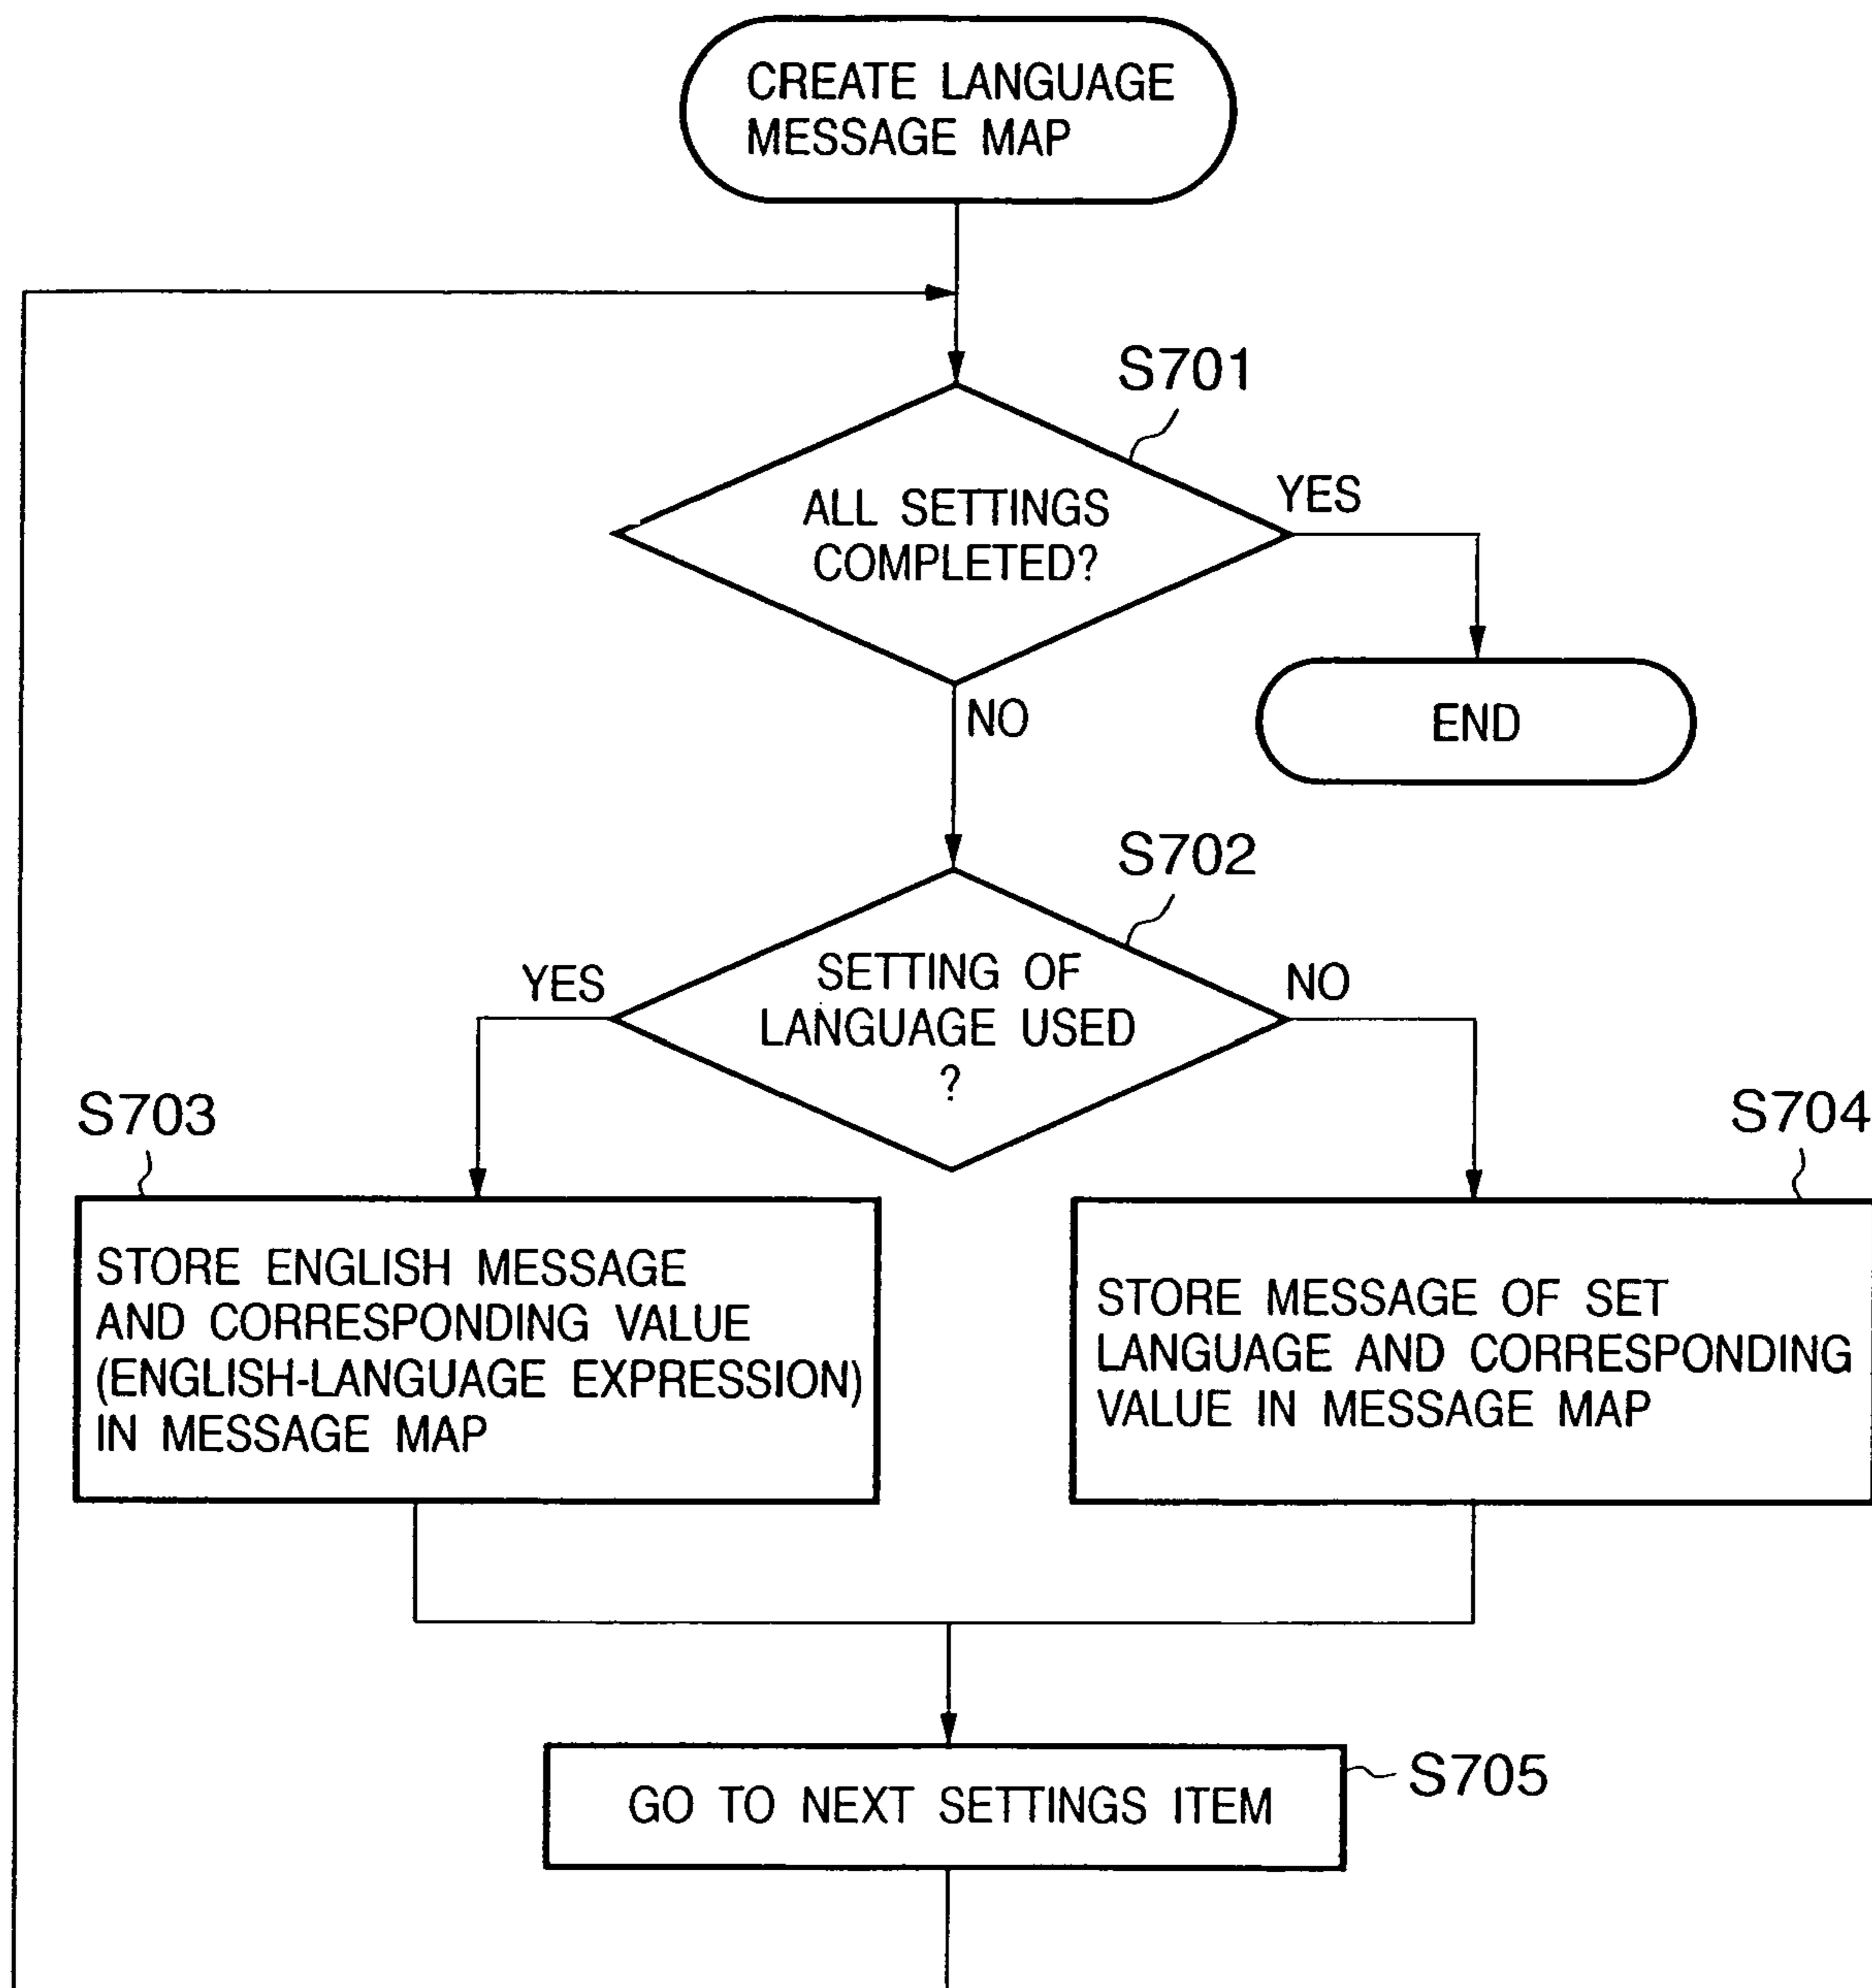 CREATE LANGUAGE
MESSAGE MAP
S701
ALL SETTINGS
COMPLETED?
YES
END
NO
S702
SETTING OF
LANGUAGE USED
?
YES
NO
S703
STORE ENGLISH MESSAGE
AND CORRESPONDING VALUE
(ENGLISH-LANGUAGE EXPRESSION)
IN MESSAGE MAP
S704
STORE MESSAGE OF SET
LANGUAGE AND CORRESPONDING
VALUE IN MESSAGE MAP
GO TO NEXT SETTINGS ITEM
S705